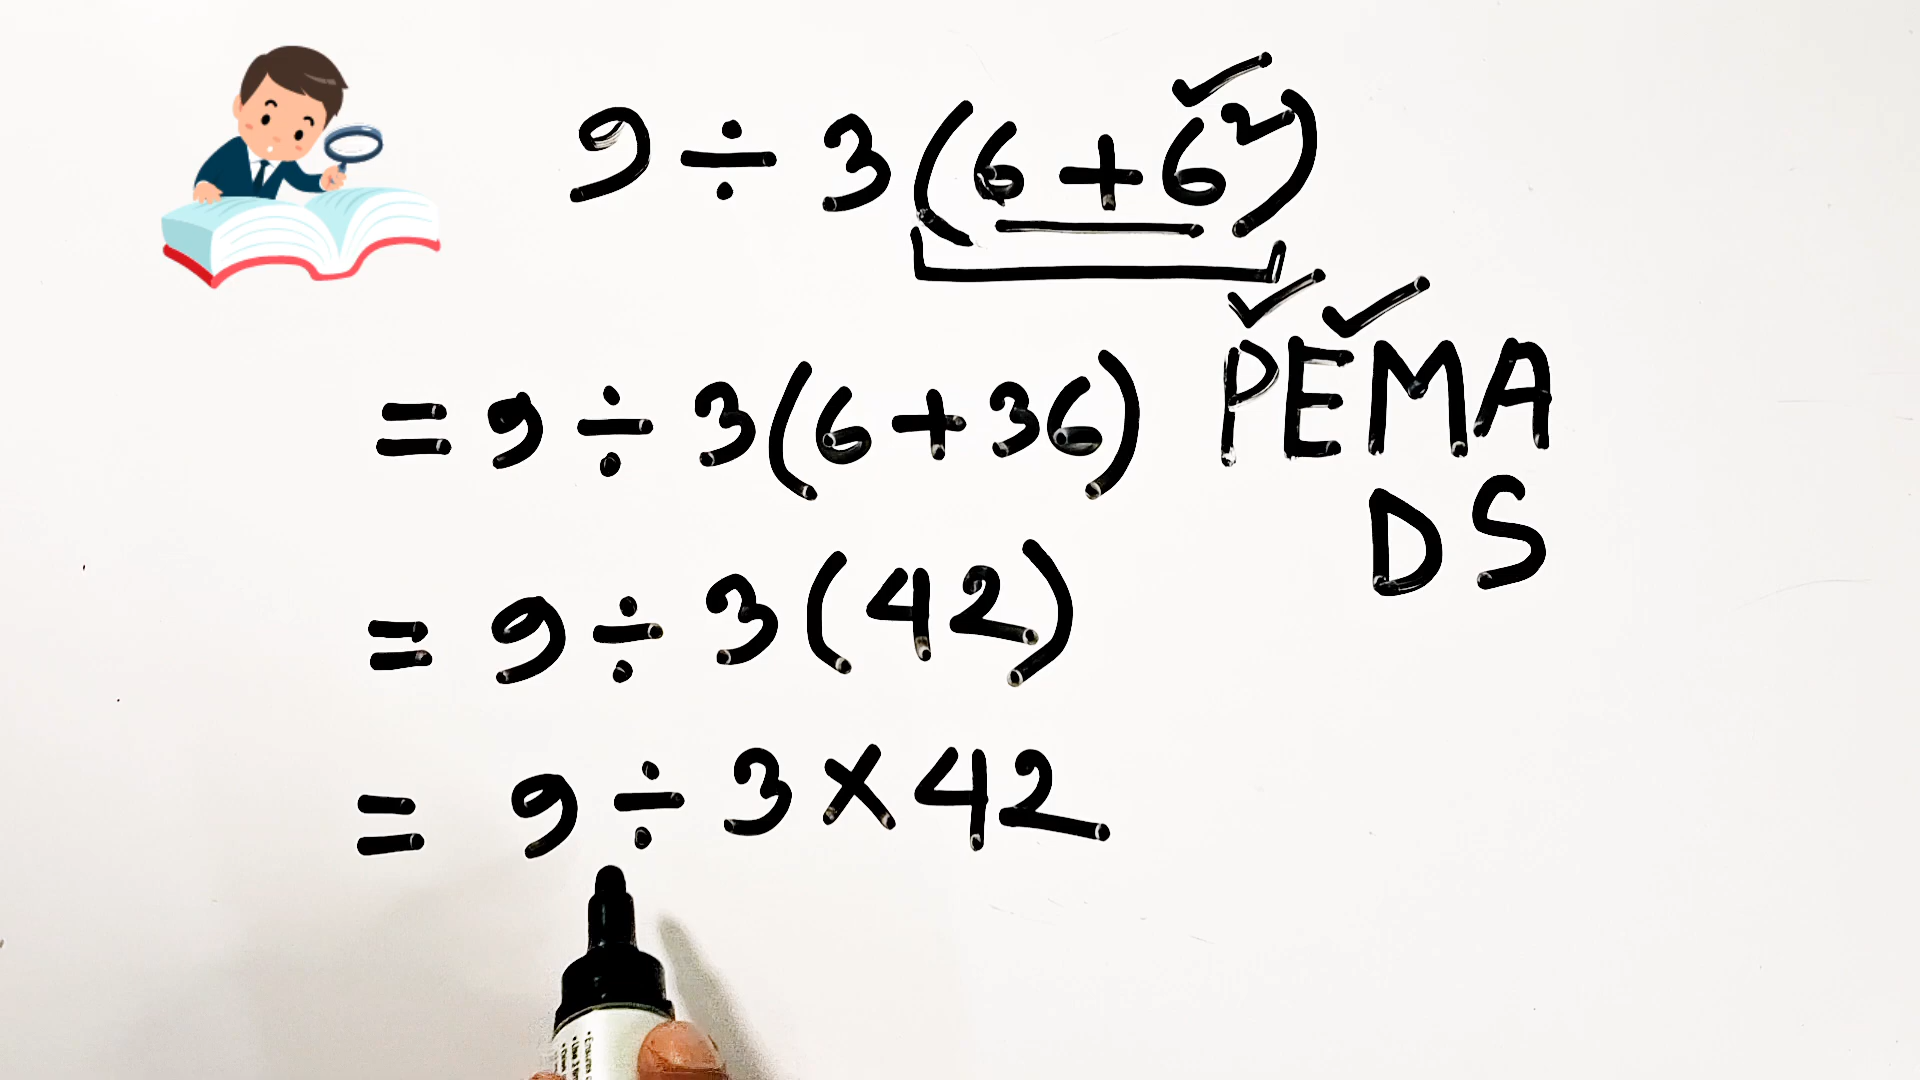 9 ÷ 3(6 + 6²)
= 9 ÷ 3(6 + 36)
PEMA
DS
= 9 ÷ 3(42)
= 9 ÷ 3 × 42